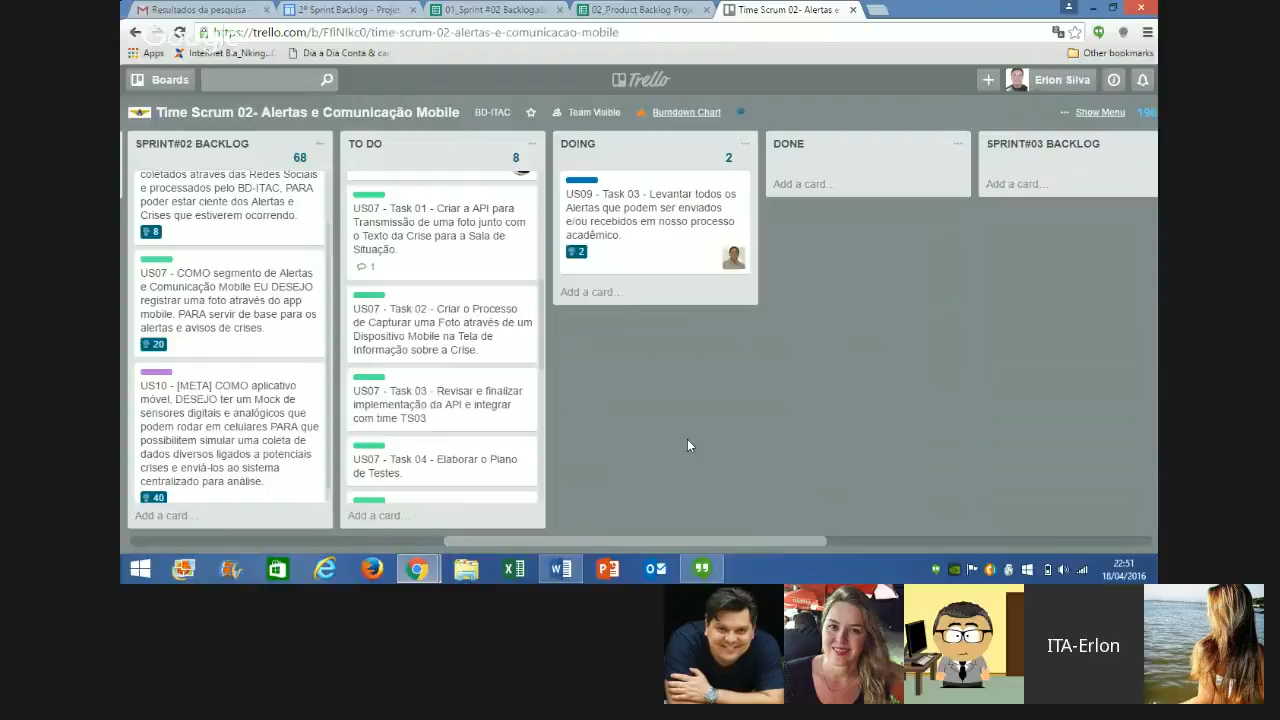 Resultados da pesquisa -
2º Sprint Backlog - Projet
01_Sprint #02 Backlog.xls
02_Product Backlog Proj
Time Scrum 02- Alertas e
Google
https://trello.com/b/FflNIkc0/time-scrum-02-alertas-e-comunicacao-mobile
Apps
Dia a Dia Conta & ca
Other bookmarks
Boards
Trello
Erlon Silva
Time Scrum 02- Alertas e Comunicação Mobile
BD-ITAC
Team Visible
Burndown Chart
Show Menu
196
SPRINT#02 BACKLOG
68
coletados através das Redes Sociais
e processados pelo BD-ITAC, PARA
poder estar ciente dos Alertas e
Crises que estiverem ocorrendo.
8
US07 - COMO segmento de Alertas
e Comunicação Mobile EU DESEJO
registrar uma foto através do app
mobile. PARA servir de base para os
alertas e avisos de crises.
20
US10 - [META] COMO aplicativo
móvel, DESEJO ter um Mock de
sensores digitais e analógicos que
podem rodar em celulares PARA que
possibilitem simular uma coleta de
dados diversos ligados a potenciais
crises e enviá-los ao sistema
centralizado para análise.
40
Add a card...
TO DO
8
US07 - Task 01 - Criar a API para
Transmissão de uma foto junto com
o Texto da Crise para a Sala de
Situação.
1
US07 - Task 02 - Criar o Processo
de Capturar uma Foto através de um
Dispositivo Mobile na Tela de
Informação sobre a Crise.
US07 - Task 03 - Revisar e finalizar
implementação da API e integrar
com time TS03
US07 - Task 04 - Elaborar o Plano
de Testes.
Add a card...
DOING
2
US09 - Task 03 - Levantar todos os
Alertas que podem ser enviados
e/ou recebidos em nosso processo
acadêmico.
2
Add a card...
DONE
Add a card...
SPRINT#03 BACKLOG
Add a card...
22:51
18/04/2016
ITA-Erlon